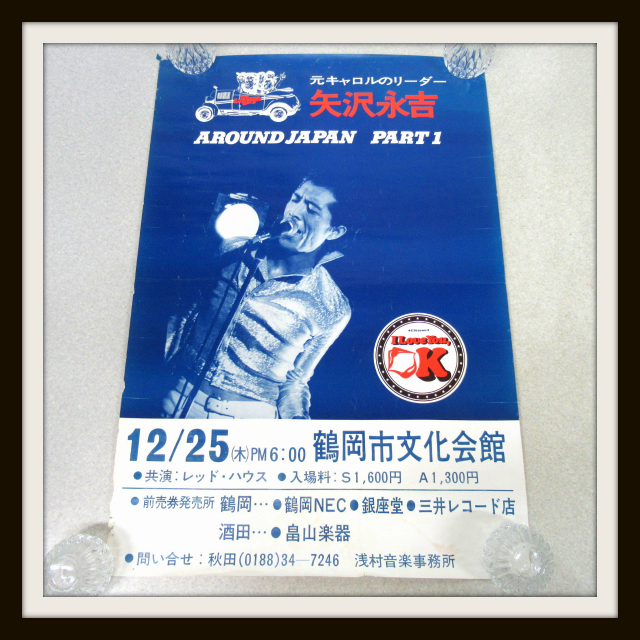 元キャロルのリーダー
矢沢永吉
AROUND JAPAN PART 1
I Love You,
OK
12/25(木)PM6:00 鶴岡市文化会館
●共演:レッド・ハウス ●入場料:S1,600円 A1,300円
●前売券発売所 鶴岡…●鶴岡NEC●銀座堂●三井レコード店
酒田…●畠山楽器
●問い合せ:秋田(0188)34-7246 浅村音楽事務所